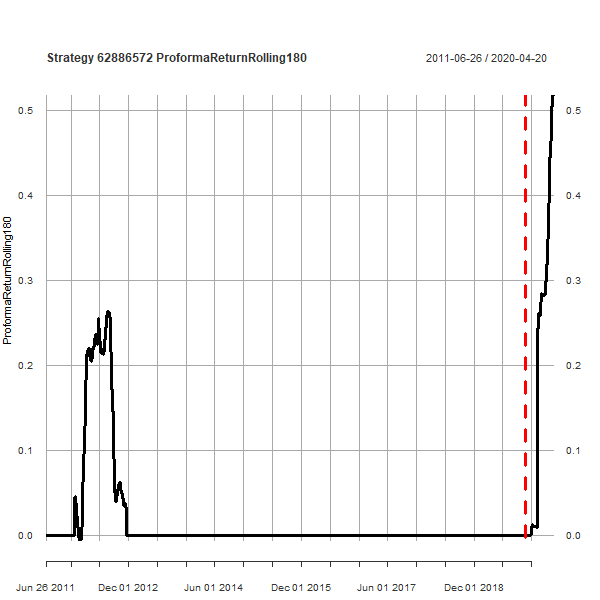 Strategy 62886572 ProformaReturnRolling180
2011-06-26 / 2020-04-20
ProformaReturnRolling180
0.5 0.5
0.4 0.4
0.3 0.3
0.2 0.2
0.1 0.1
0.0 0.0
Jun 26 2011 Dec 01 2012 Jun 01 2014 Dec 01 2015 Jun 01 2017 Dec 01 2018